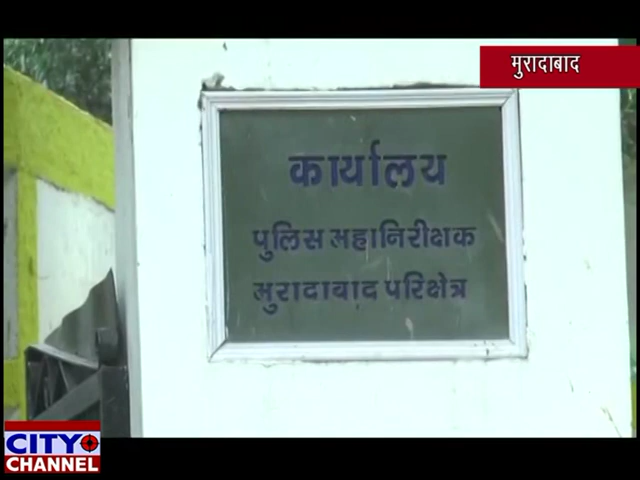 मुरादाबाद
कार्यालय
पुलिस महानिरीक्षक
मुरादाबाद परिक्षेत्र
CITY
CHANNEL